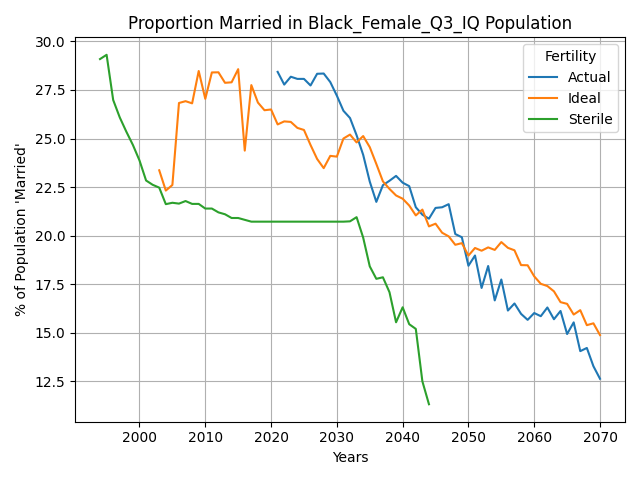 Proportion Married in Black_Female_Q3_IQ Population
30.0
27.5
25.0
22.5
20.0
17.5
15.0
12.5
% of Population 'Married'
Fertility
Actual
Ideal
Sterile
2000 2010 2020 2030 2040 2050 2060 2070
Years